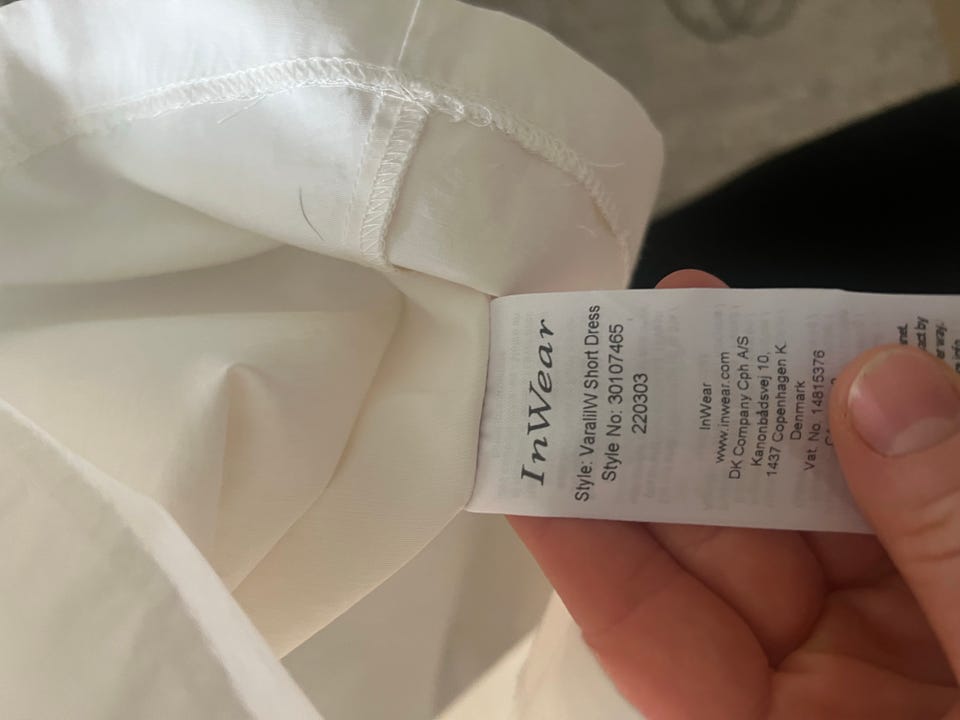 InWear
Style: VaralilW Short Dress
Style No: 30107465
220303
InWear
www.inwear.com
DK Company Cph A/S
Kanonbådsvej 10,
1437 Copenhagen K.
Denmark
Vat. No. 14815376